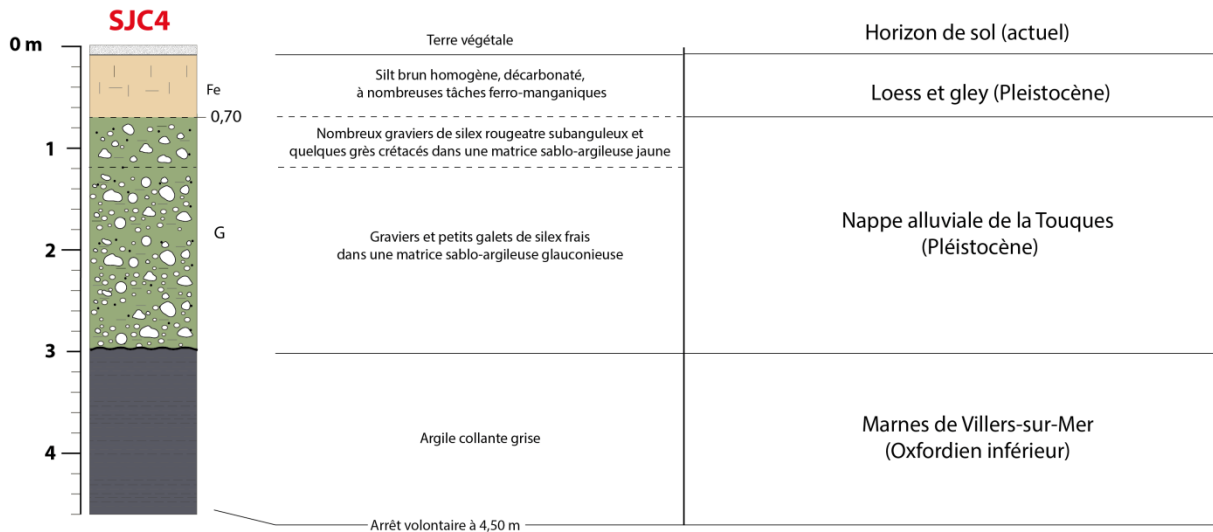 SJC4
0 m
Terre végétale
Horizon de sol (actuel)
Silt brun homogène, décarbonaté,
à nombreuses tâches ferro-manganiques
Fe
Loess et gley (Pleistocène)
0,70
Nombreux graviers de silex rougeatre subanguleux et
quelques grès crétacés dans une matrice sablo-argileuse jaune
1
G
Graviers et petits galets de silex frais
dans une matrice sablo-argileuse glauconieuse
Nappe alluviale de la Touques
(Pléistocène)
2
3
Argile collante grise
Marnes de Villers-sur-Mer
(Oxfordien inférieur)
4
Arrêt volontaire à 4,50 m